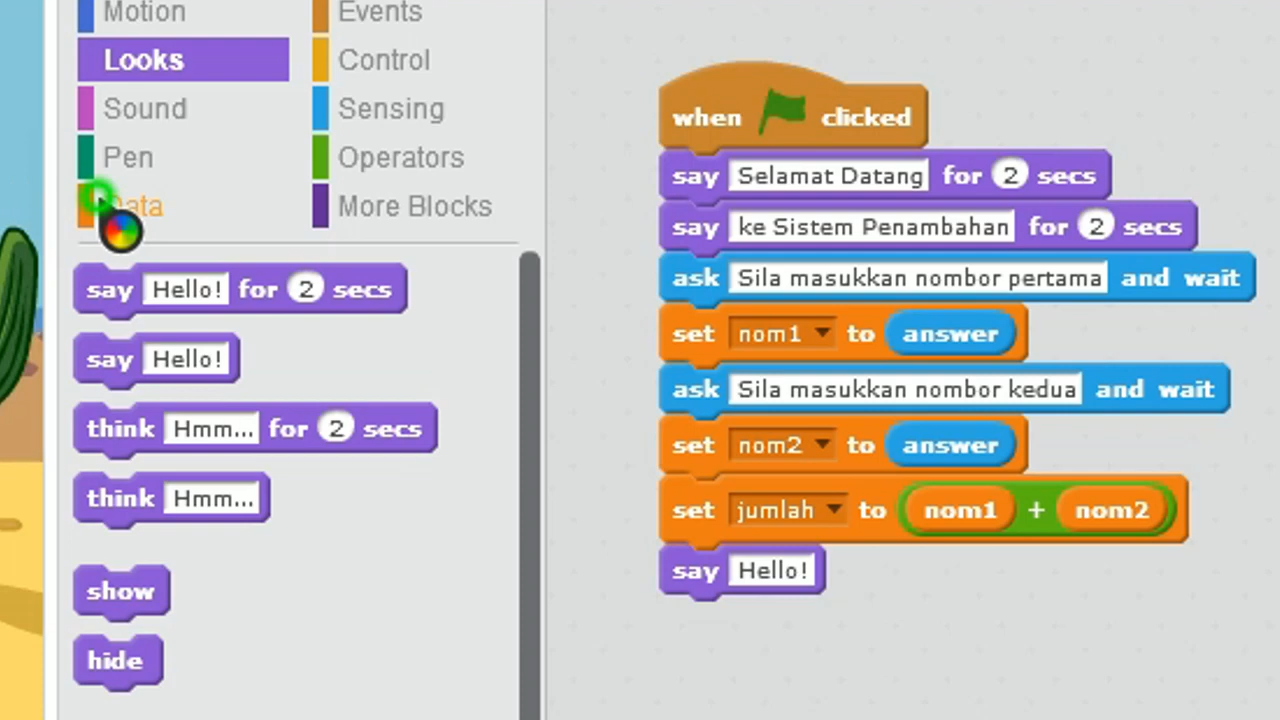 Motion Events
Looks Control
Sound Sensing
Pen Operators
Data More Blocks
say Hello! for 2 secs
say Hello!
think Hmm... for 2 secs
think Hmm...
show
hide
when clicked
say Selamat Datang for 2 secs
say ke Sistem Penambahan for 2 secs
ask Sila masukkan nombor pertama and wait
set nom1 to answer
ask Sila masukkan nombor kedua and wait
set nom2 to answer
set jumlah to nom1 + nom2
say Hello!